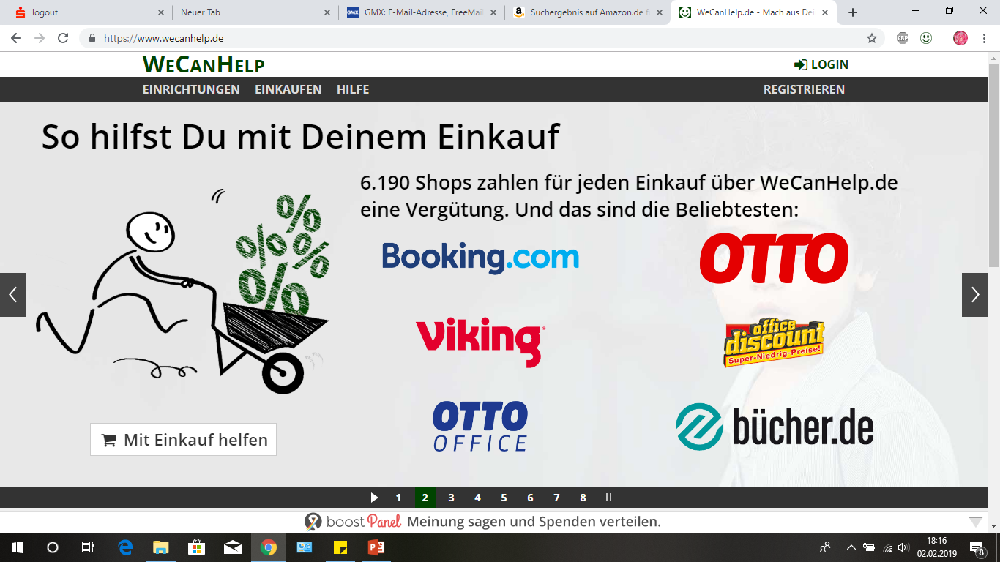 logout
Neuer Tab
GMX: E-Mail-Adresse, FreeMai
Suchergebnis auf Amazon.de f
WeCanHelp.de - Mach aus Dei
https://www.wecanhelp.de
ABP
WECANHELP
LOGIN
EINRICHTUNGEN EINKAUFEN HILFE
REGISTRIEREN
So hilfst Du mit Deinem Einkauf
6.190 Shops zahlen für jeden Einkauf über WeCanHelp.de
eine Vergütung. Und das sind die Beliebtesten:
%
% %
%
Booking.com
OTTO
Viking®
office
discount
Super-Niedrig-Preise!
OTTO
OFFICE
bücher.de
Mit Einkauf helfen
1 2 3 4 5 6 7 8
boostPanel Meinung sagen und Spenden verteilen.
18:16
02.02.2019
8